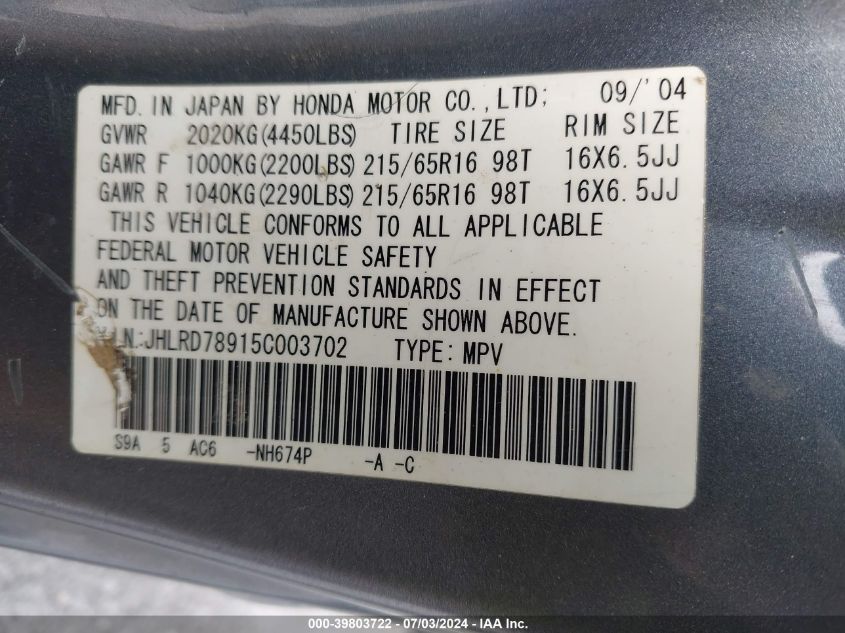 MFD. IN JAPAN BY HONDA MOTOR CO., LTD; 09/'04
GVWR 2020KG(4450LBS) TIRE SIZE RIM SIZE
GAWR F 1000KG(2200LBS) 215/65R16 98T 16X6.5JJ
GAWR R 1040KG(2290LBS) 215/65R16 98T 16X6.5JJ
THIS VEHICLE CONFORMS TO ALL APPLICABLE
FEDERAL MOTOR VEHICLE SAFETY
AND THEFT PREVENTION STANDARDS IN EFFECT
ON THE DATE OF MANUFACTURE SHOWN ABOVE.
V.I.N.:JHLRD78915C003702 TYPE: MPV
S9A 5 AC6 -NH674P -A -C
000-39803722 - 07/03/2024 - IAA Inc.